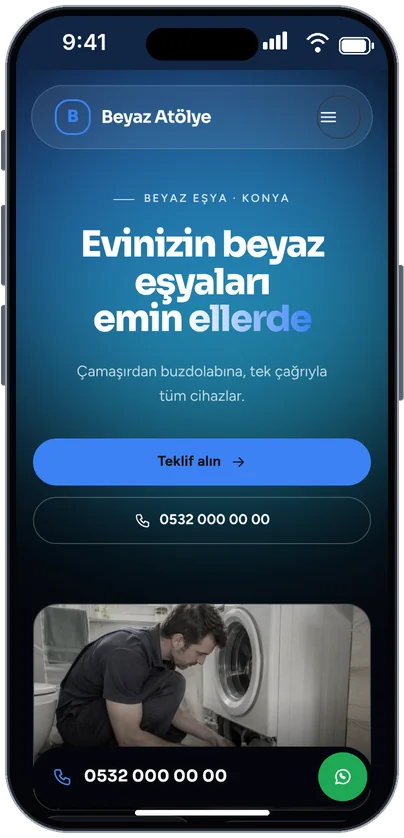 9:41
B Beyaz Atölye
BEYAZ EŞYA · KONYA
Evinizin beyaz
eşyaları
emin ellerde
Çamaşırdan buzdolabına, tek çağrıyla
tüm cihazlar.
Teklif alın →
0532 000 00 00
0532 000 00 00